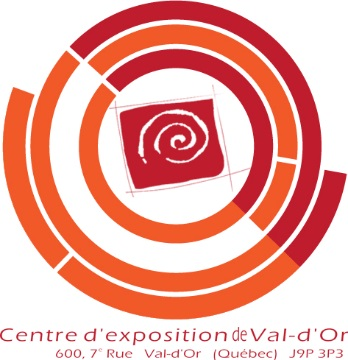 Centre d'exposition de Val-d'Or
600, 7e Rue Val-d'Or (Québec) J9P 3P3